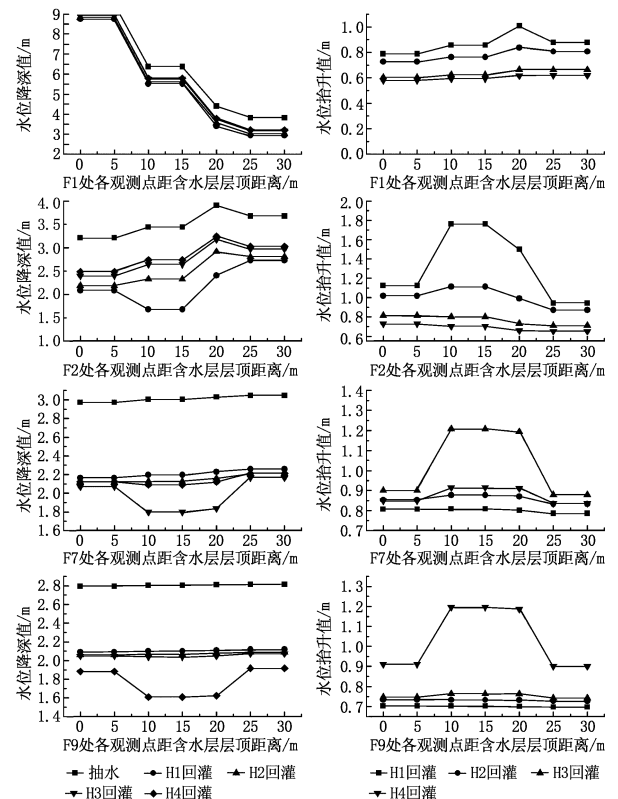 水位降深值/m
9
8
7
6
5
4
3
2
0 5 10 15 20 25 30
F1处各观测点距含水层层顶距离/m
水位抬升值/m
1.0
0.8
0.6
0.4
0.2
0.0
0 5 10 15 20 25 30
F1处各观测点距含水层层顶距离/m
水位降深值/m
4.0
3.5
3.0
2.5
2.0
1.5
1.0
0 5 10 15 20 25 30
F2处各观测点距含水层层顶距离/m
水位抬升值/m
2.0
1.8
1.6
1.4
1.2
1.0
0.8
0.6
0 5 10 15 20 25 30
F2处各观测点距含水层层顶距离/m
水位降深值/m
3.0
2.8
2.6
2.4
2.2
2.0
1.8
1.6
0 5 10 15 20 25 30
F7处各观测点距含水层层顶距离/m
水位抬升值/m
1.4
1.3
1.2
1.1
1.0
0.9
0.8
0.7
0 5 10 15 20 25 30
F7处各观测点距含水层层顶距离/m
水位降深值/m
2.8
2.6
2.4
2.2
2.0
1.8
1.6
1.4
0 5 10 15 20 25 30
F9处各观测点距含水层层顶距离/m
水位抬升值/m
1.3
1.2
1.1
1.0
0.9
0.8
0.7
0 5 10 15 20 25 30
F9处各观测点距含水层层顶距离/m
抽水 H1回灌 H2回灌
H3回灌 H4回灌
H1回灌 H2回灌 H3回灌
H4回灌